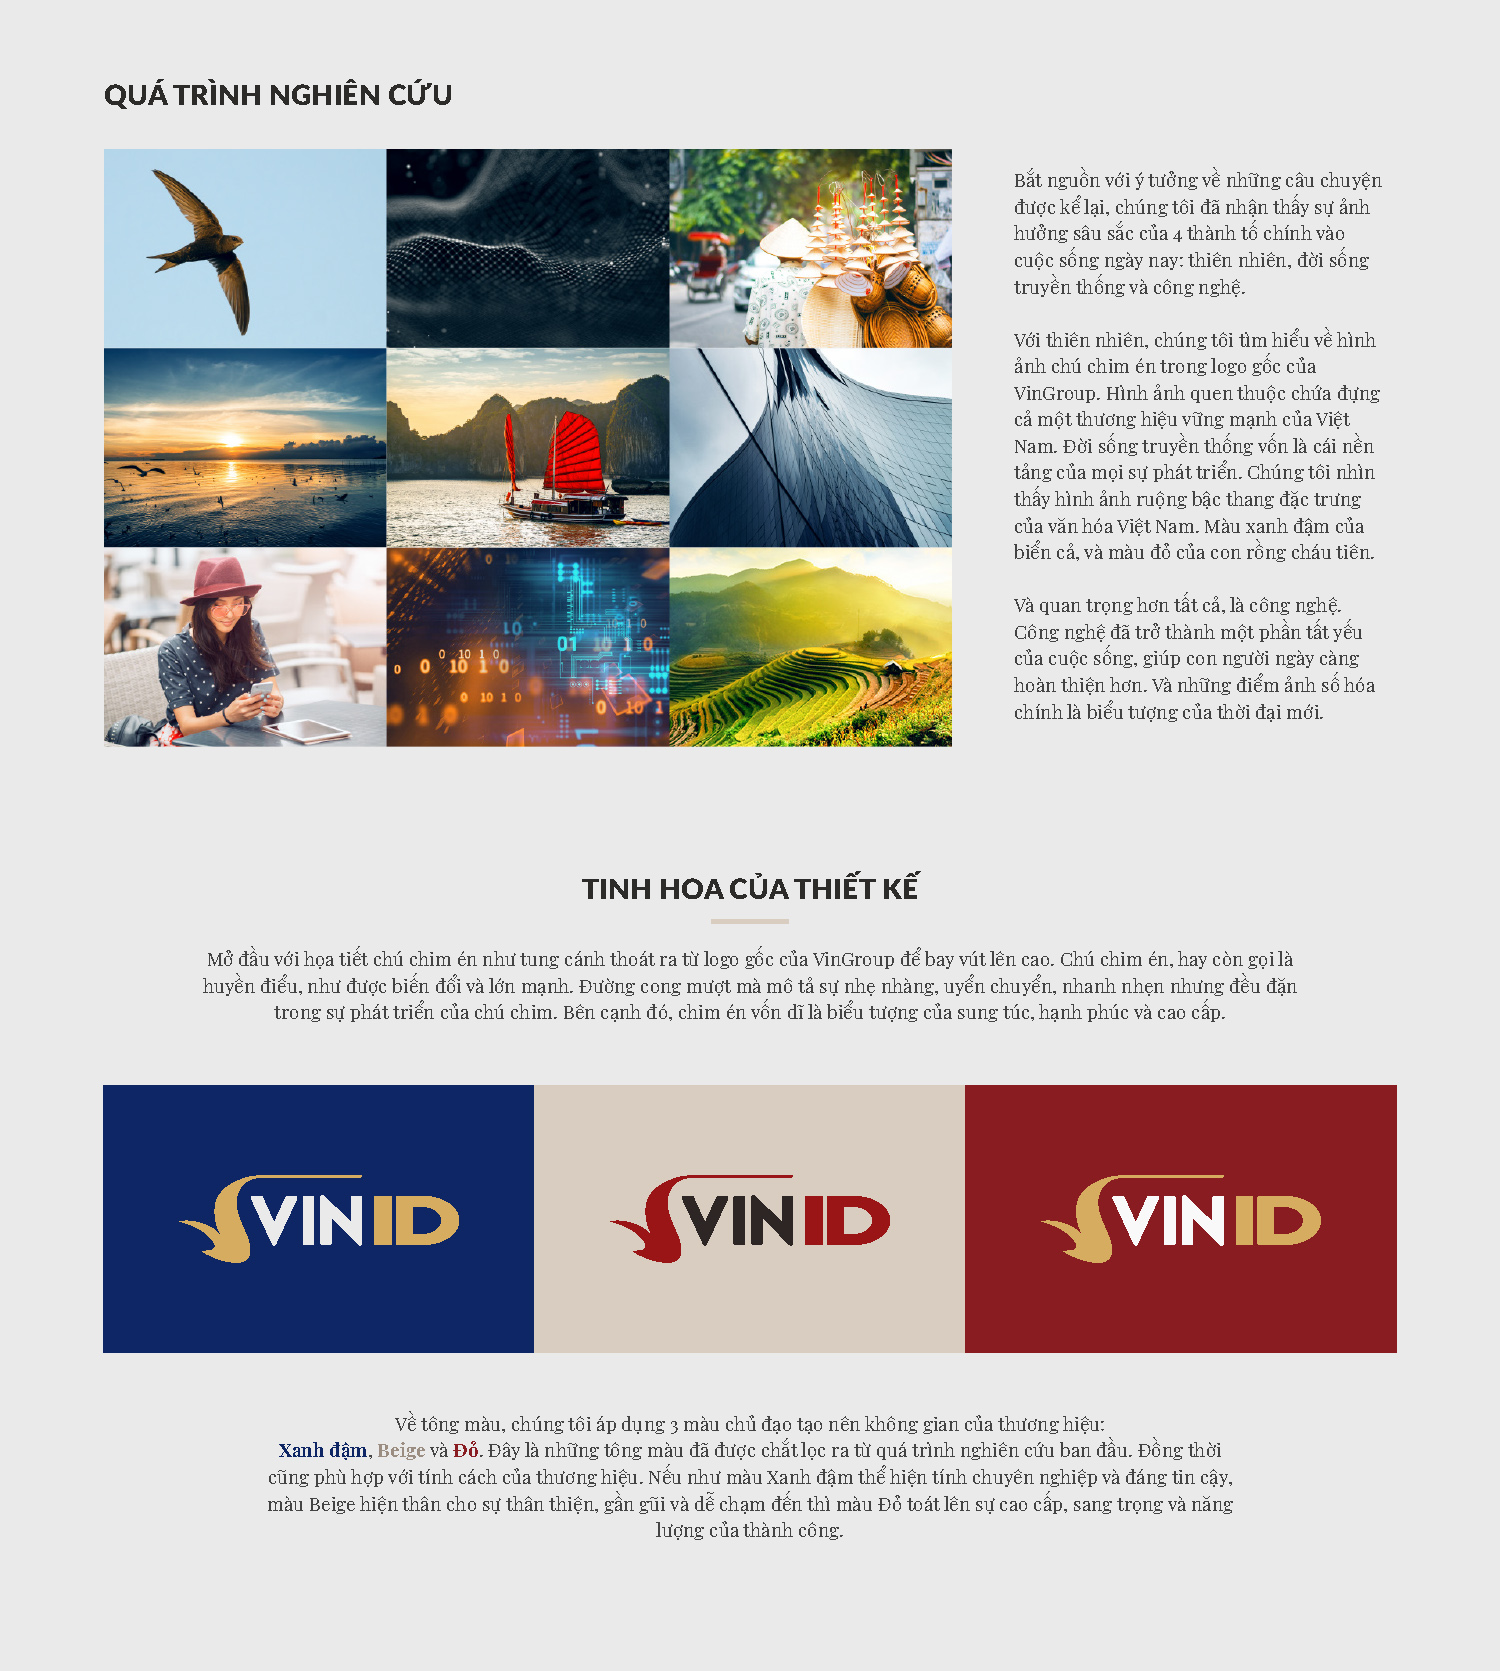 QUÁ TRÌNH NGHIÊN CỨU
Bắt nguồn với ý tưởng về những câu chuyện
được kể lại, chúng tôi đã nhận thấy sự ảnh
hưởng sâu sắc của 4 thành tố chính vào
cuộc sống ngày nay: thiên nhiên, đời sống
truyền thống và công nghệ.
Với thiên nhiên, chúng tôi tìm hiểu về hình
ảnh chú chim én trong logo gốc của
VinGroup. Hình ảnh quen thuộc chứa đựng
cả một thương hiệu vững mạnh của Việt
Nam. Đời sống truyền thống vốn là cái nền
tảng của mọi sự phát triển. Chúng tôi nhìn
thấy hình ảnh ruộng bậc thang đặc trưng
của văn hóa Việt Nam. Màu xanh đậm của
biển cả, và màu đỏ của con rồng cháu tiên.
Và quan trọng hơn tất cả, là công nghệ.
Công nghệ đã trở thành một phần tất yếu
của cuộc sống, giúp con người ngày càng
hoàn thiện hơn. Và những điểm ảnh số hóa
chính là biểu tượng của thời đại mới.
TINH HOA CỦA THIẾT KẾ
Mở đầu với họa tiết chú chim én như tung cánh thoát ra từ logo gốc của VinGroup để bay vút lên cao. Chú chim én, hay còn gọi là
huyền điểu, như được biến đổi và lớn mạnh. Đường cong mượt mà mô tả sự nhẹ nhàng, uyển chuyển, nhanh nhẹn nhưng đều đặn
trong sự phát triển của chú chim. Bên cạnh đó, chim én vốn dĩ là biểu tượng của sung túc, hạnh phúc và cao cấp.
VINID
VINID
VINID
Về tông màu, chúng tôi áp dụng 3 màu chủ đạo tạo nên không gian của thương hiệu:
Xanh đậm, Beige và Đỏ. Đây là những tông màu đã được chắt lọc ra từ quá trình nghiên cứu ban đầu. Đồng thời
cũng phù hợp với tính cách của thương hiệu. Nếu như màu Xanh đậm thể hiện tính chuyên nghiệp và đáng tin cậy,
màu Beige hiện thân cho sự thân thiện, gần gũi và dễ chạm đến thì màu Đỏ toát lên sự cao cấp, sang trọng và năng
lượng của thành công.